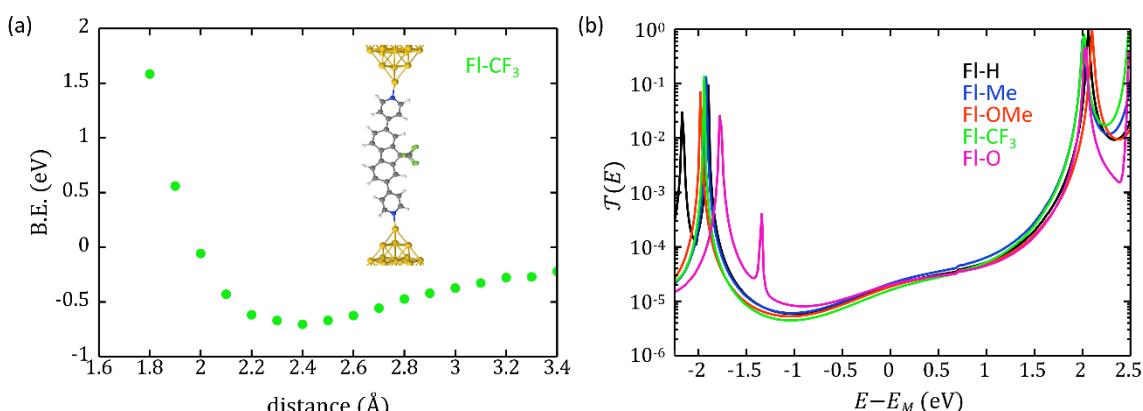 (a)
2
1.5
1
0.5
0
-0.5
-1
B.E. (eV)
Fl-CF₃
1.6 1.8 2 2.2 2.4 2.6 2.8 3 3.2 3.4
distance (Å)
(b)
10⁰
10⁻¹
10⁻²
10⁻³
10⁻⁴
10⁻⁵
10⁻⁶
𝒯(E)
Fl-H
Fl-Me
Fl-OMe
Fl-CF₃
Fl-O
-2 -1.5 -1 -0.5 0 0.5 1 1.5 2 2.5
E−E_M (eV)